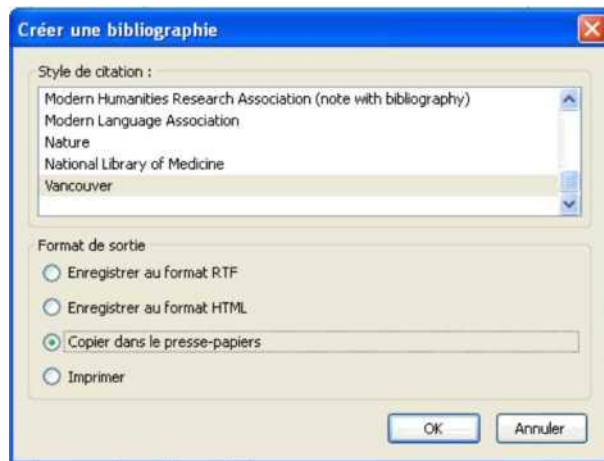 Créer une bibliographie
Style de citation :
Modern Humanities Research Association (note with bibliography)
Modern Language Association
Nature
National Library of Medicine
Vancouver
Format de sortie
Enregistrer au format RTF
Enregistrer au format HTML
Copier dans le presse-papiers
Imprimer
OK Annuler